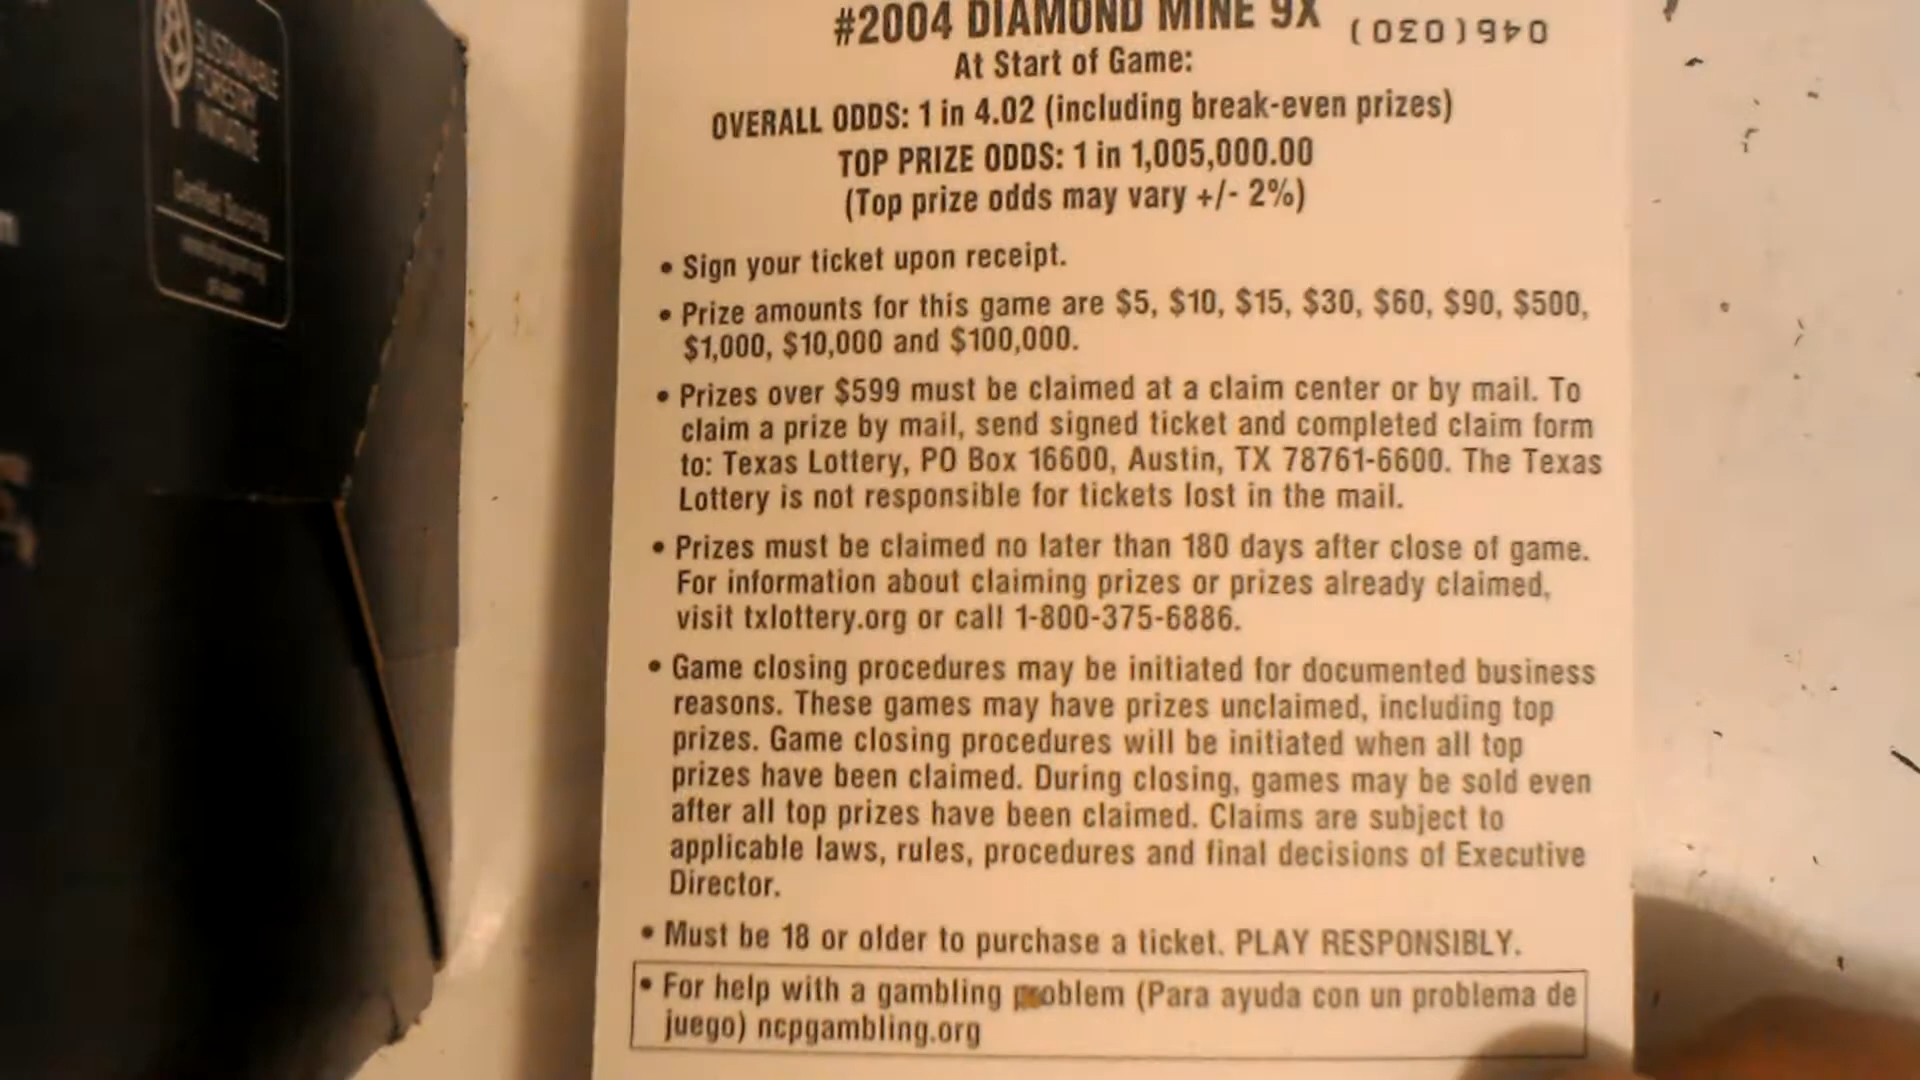 SUSTAINABLE
FORESTRY
INITIATIVE
Certified Sourcing
#2004 DIAMOND MINE 9X
046(030)
At Start of Game:
OVERALL ODDS: 1 in 4.02 (including break-even prizes)
TOP PRIZE ODDS: 1 in 1,005,000.00
(Top prize odds may vary +/- 2%)
• Sign your ticket upon receipt.
• Prize amounts for this game are $5, $10, $15, $30, $60, $90, $500,
$1,000, $10,000 and $100,000.
• Prizes over $599 must be claimed at a claim center or by mail. To
claim a prize by mail, send signed ticket and completed claim form
to: Texas Lottery, PO Box 16600, Austin, TX 78761-6600. The Texas
Lottery is not responsible for tickets lost in the mail.
• Prizes must be claimed no later than 180 days after close of game.
For information about claiming prizes or prizes already claimed,
visit txlottery.org or call 1-800-375-6886.
• Game closing procedures may be initiated for documented business
reasons. These games may have prizes unclaimed, including top
prizes. Game closing procedures will be initiated when all top
prizes have been claimed. During closing, games may be sold even
after all top prizes have been claimed. Claims are subject to
applicable laws, rules, procedures and final decisions of Executive
Director.
• Must be 18 or older to purchase a ticket. PLAY RESPONSIBLY.
• For help with a gambling problem (Para ayuda con un problema de
juego) ncpgambling.org